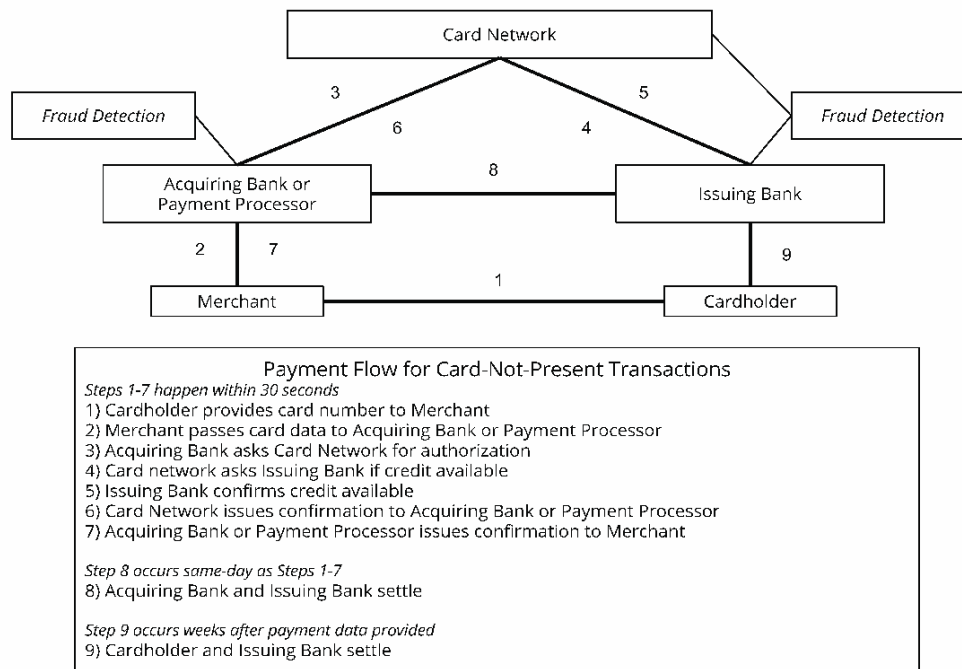 Card Network
3
5
Fraud Detection
Fraud Detection
6
4
Acquiring Bank or
Payment Processor
8
Issuing Bank
2
7
9
Merchant
1
Cardholder
Payment Flow for Card-Not-Present Transactions
Steps 1-7 happen within 30 seconds
1) Cardholder provides card number to Merchant
2) Merchant passes card data to Acquiring Bank or Payment Processor
3) Acquiring Bank asks Card Network for authorization
4) Card network asks Issuing Bank if credit available
5) Issuing Bank confirms credit available
6) Card Network issues confirmation to Acquiring Bank or Payment Processor
7) Acquiring Bank or Payment Processor issues confirmation to Merchant
Step 8 occurs same-day as Steps 1-7
8) Acquiring Bank and Issuing Bank settle
Step 9 occurs weeks after payment data provided
9) Cardholder and Issuing Bank settle